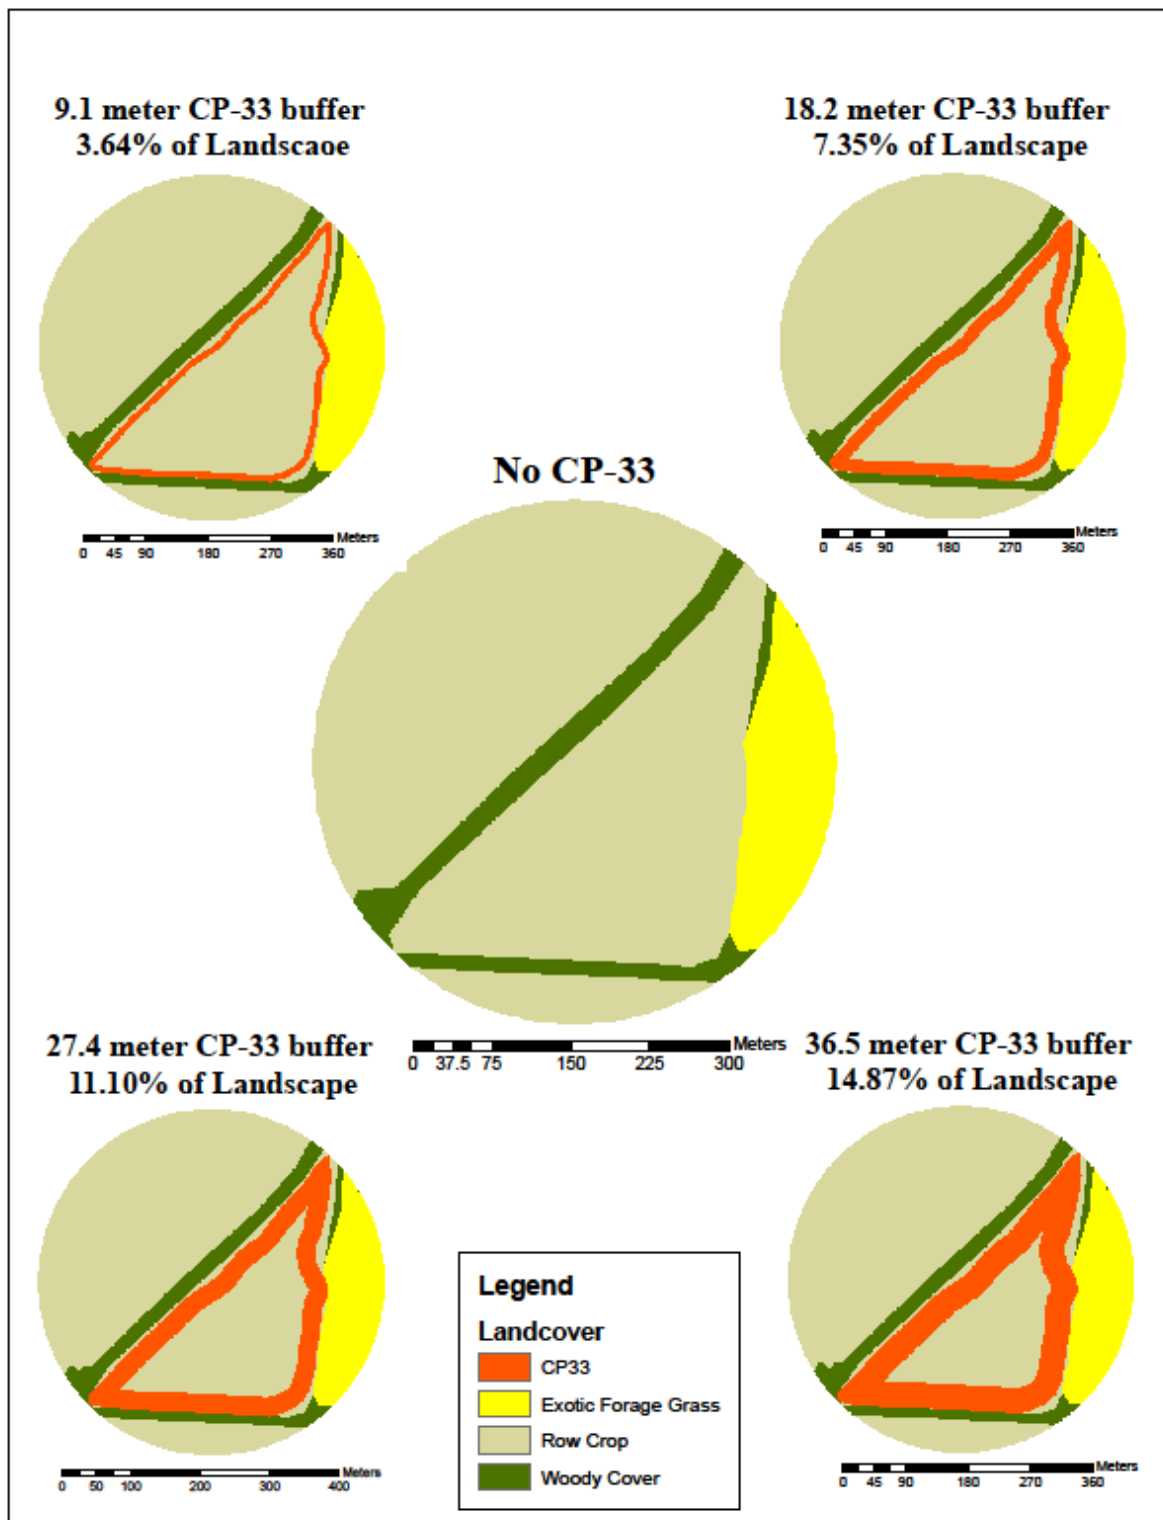 9.1 meter CP-33 buffer
3.64% of Landscaoe
18.2 meter CP-33 buffer
7.35% of Landscape
Meters
0 45 90 180 270 360
Meters
0 45 90 180 270 360
No CP-33
Meters
0 37.5 75 150 225 300
27.4 meter CP-33 buffer
11.10% of Landscape
36.5 meter CP-33 buffer
14.87% of Landscape
Legend
Landcover
CP33
Exotic Forage Grass
Row Crop
Woody Cover
Meters
0 50 100 200 300 400
Meters
0 45 90 180 270 360